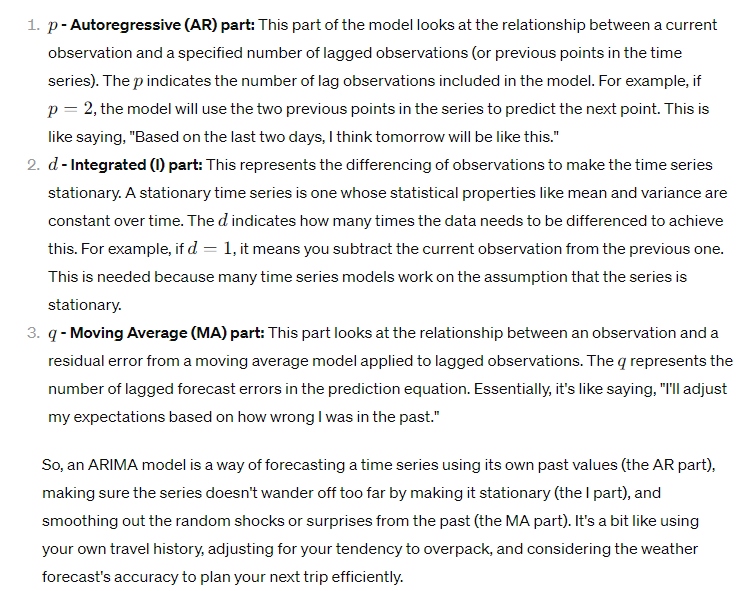 1. p - Autoregressive (AR) part: This part of the model looks at the relationship between a current
observation and a specified number of lagged observations (or previous points in the time
series). The p indicates the number of lag observations included in the model. For example, if
p = 2, the model will use the two previous points in the series to predict the next point. This is
like saying, "Based on the last two days, I think tomorrow will be like this."
2. d - Integrated (I) part: This represents the differencing of observations to make the time series
stationary. A stationary time series is one whose statistical properties like mean and variance are
constant over time. The d indicates how many times the data needs to be differenced to achieve
this. For example, if d = 1, it means you subtract the current observation from the previous one.
This is needed because many time series models work on the assumption that the series is
stationary.
3. q - Moving Average (MA) part: This part looks at the relationship between an observation and a
residual error from a moving average model applied to lagged observations. The q represents the
number of lagged forecast errors in the prediction equation. Essentially, it's like saying, "I'll adjust
my expectations based on how wrong I was in the past."
So, an ARIMA model is a way of forecasting a time series using its own past values (the AR part),
making sure the series doesn't wander off too far by making it stationary (the I part), and
smoothing out the random shocks or surprises from the past (the MA part). It's a bit like using
your own travel history, adjusting for your tendency to overpack, and considering the weather
forecast's accuracy to plan your next trip efficiently.